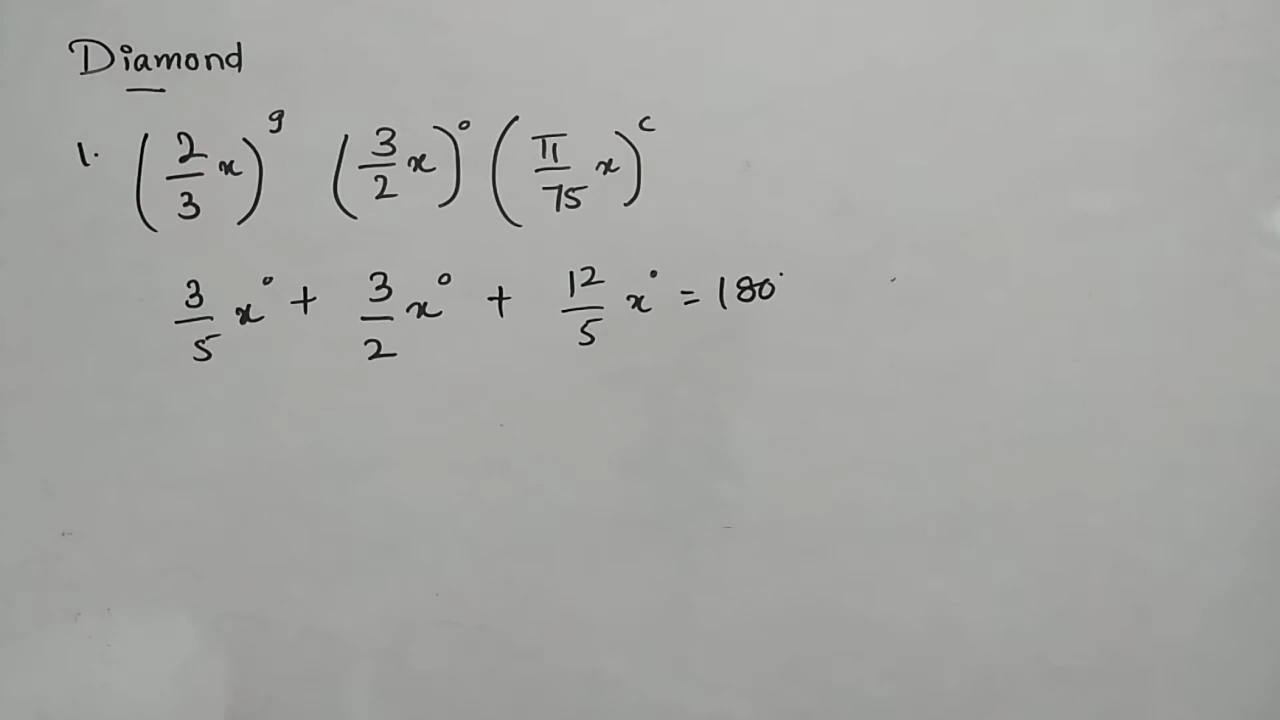 Diamond
1. (2/3 x)^g (3/2 x)° (π/75 x)^c
3/5 x° + 3/2 x° + 12/5 x° = 180°